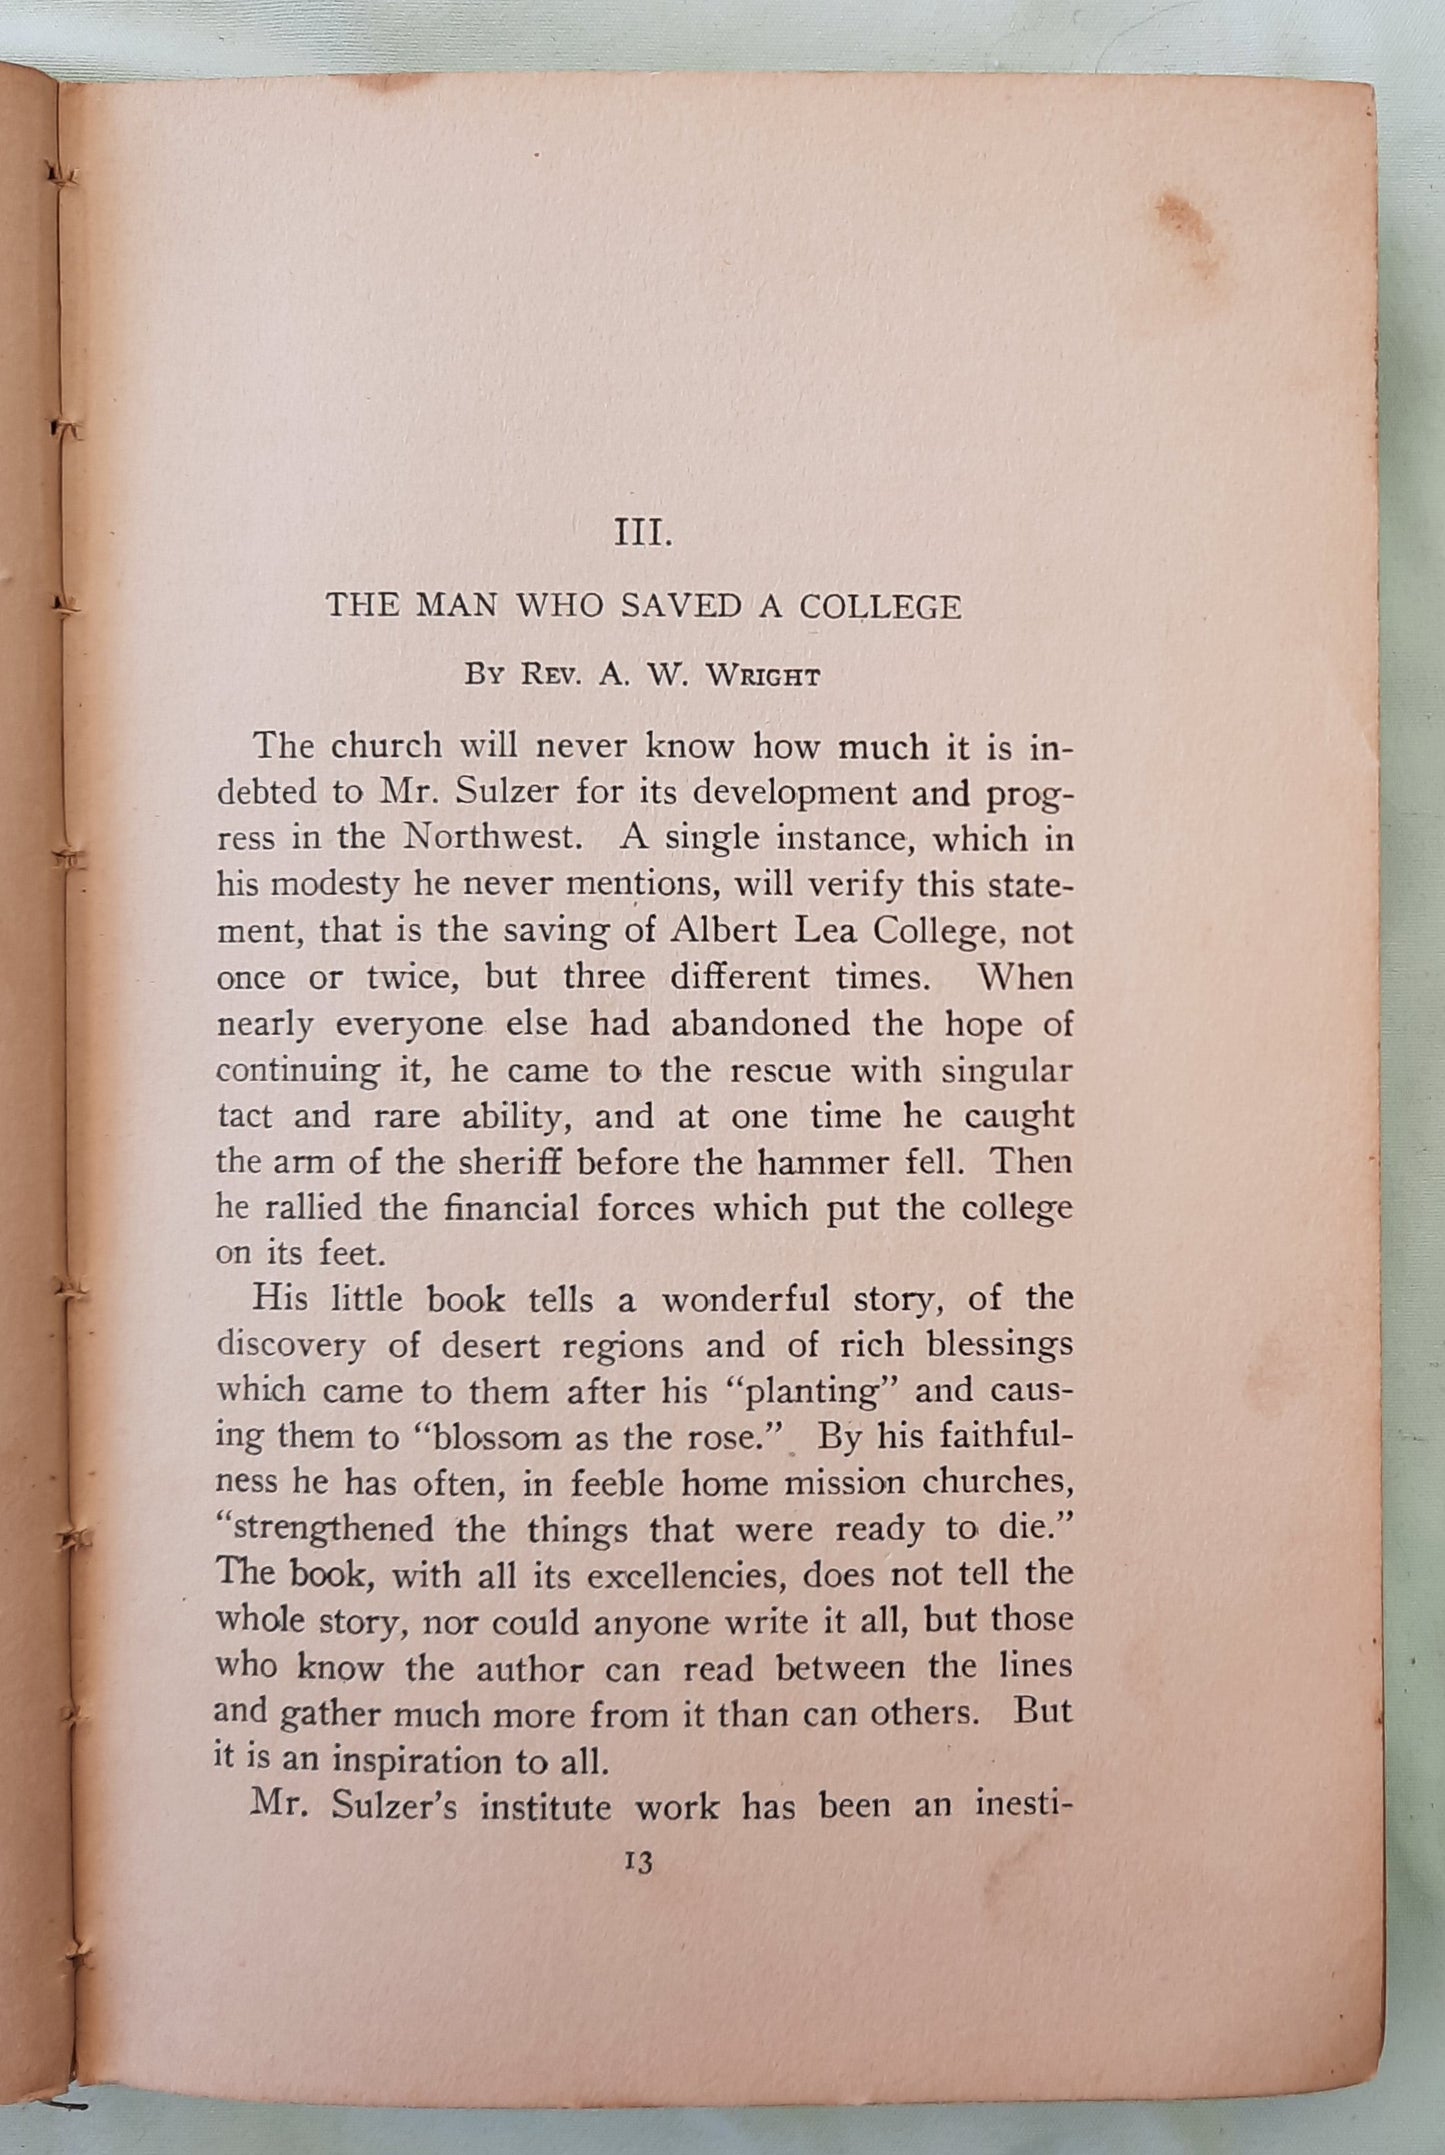 III.
THE MAN WHO SAVED A COLLEGE
By Rev. A. W. Wright
The church will never know how much it is in-
debted to Mr. Sulzer for its development and prog-
ress in the Northwest. A single instance, which in
his modesty he never mentions, will verify this state-
ment, that is the saving of Albert Lea College, not
once or twice, but three different times. When
nearly everyone else had abandoned the hope of
continuing it, he came to the rescue with singular
tact and rare ability, and at one time he caught
the arm of the sheriff before the hammer fell. Then
he rallied the financial forces which put the college
on its feet.
His little book tells a wonderful story, of the
discovery of desert regions and of rich blessings
which came to them after his “planting” and caus-
ing them to “blossom as the rose.” By his faithful-
ness he has often, in feeble home mission churches,
“strengthened the things that were ready to die.”
The book, with all its excellencies, does not tell the
whole story, nor could anyone write it all, but those
who know the author can read between the lines
and gather much more from it than can others. But
it is an inspiration to all.
Mr. Sulzer’s institute work has been an inesti-
13